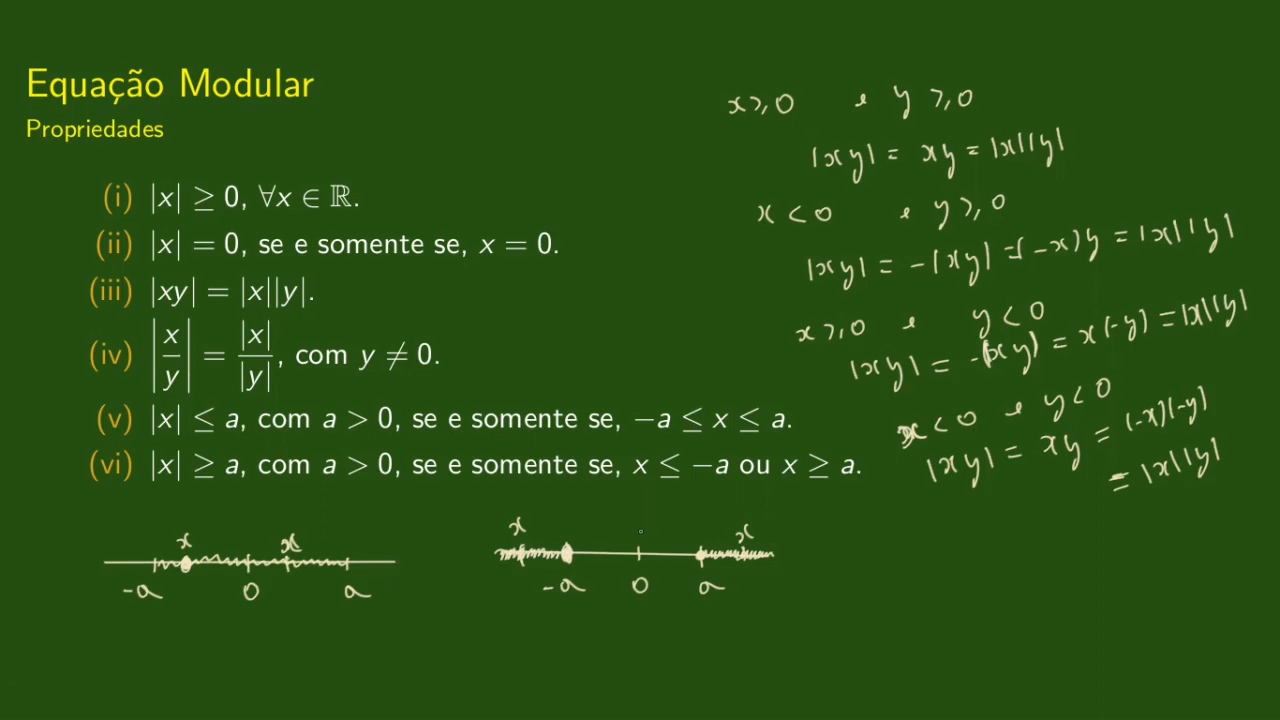 Equação Modular
Propriedades
(i) |x| ≥ 0, ∀x ∈ ℝ.
(ii) |x| = 0, se e somente se, x = 0.
(iii) |xy| = |x||y|.
(iv) |x/y| = |x|/|y|, com y ≠ 0.
(v) |x| ≤ a, com a > 0, se e somente se, −a ≤ x ≤ a.
(vi) |x| ≥ a, com a > 0, se e somente se, x ≤ −a ou x ≥ a.
x ≥ 0 e y ≥ 0
|xy| = xy = |x||y|
x < 0 e y ≥ 0
|xy| = -(xy) = (-x)y = |x||y|
x ≥ 0 e y < 0
|xy| = -(xy) = x(-y) = |x||y|
x < 0 e y < 0
|xy| = xy = (-x)(-y)
= |x||y|
x x
-a 0 a
x x
-a 0 a